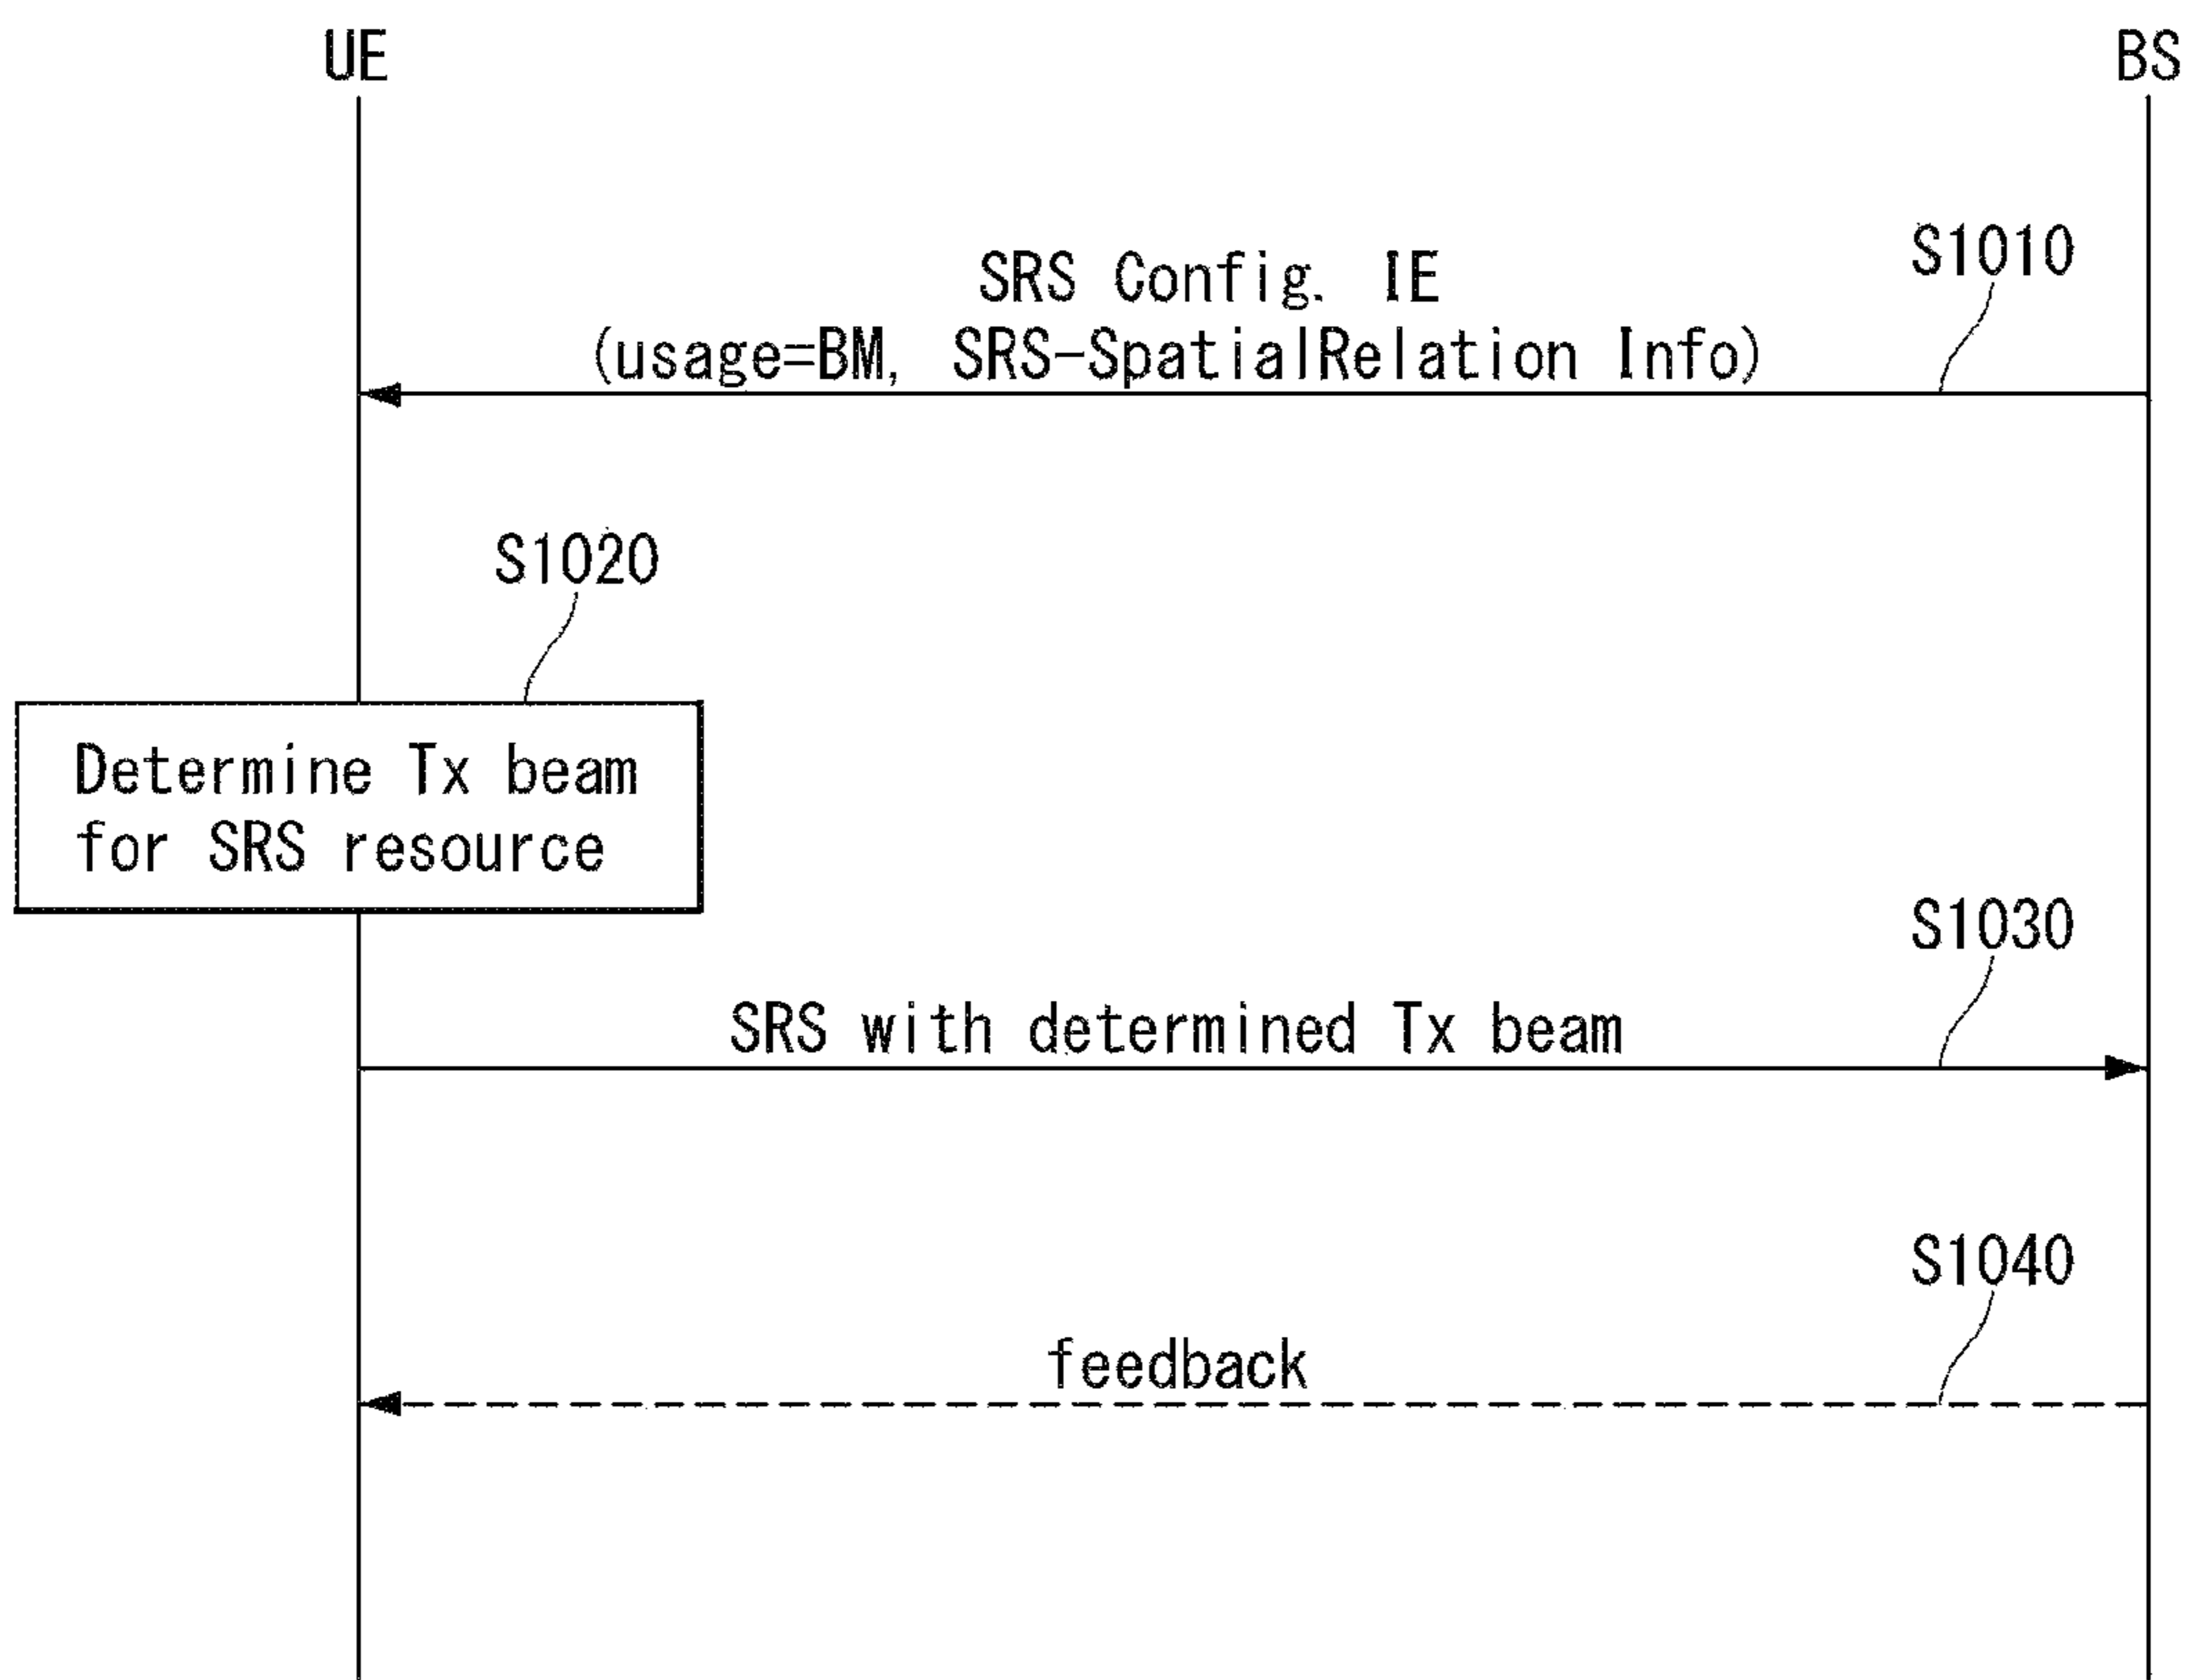 UE
BS
S1010
SRS Config. IE
(usage=BM, SRS-SpatialRelation Info)
S1020
Determine Tx beam
for SRS resource
S1030
SRS with determined Tx beam
S1040
feedback